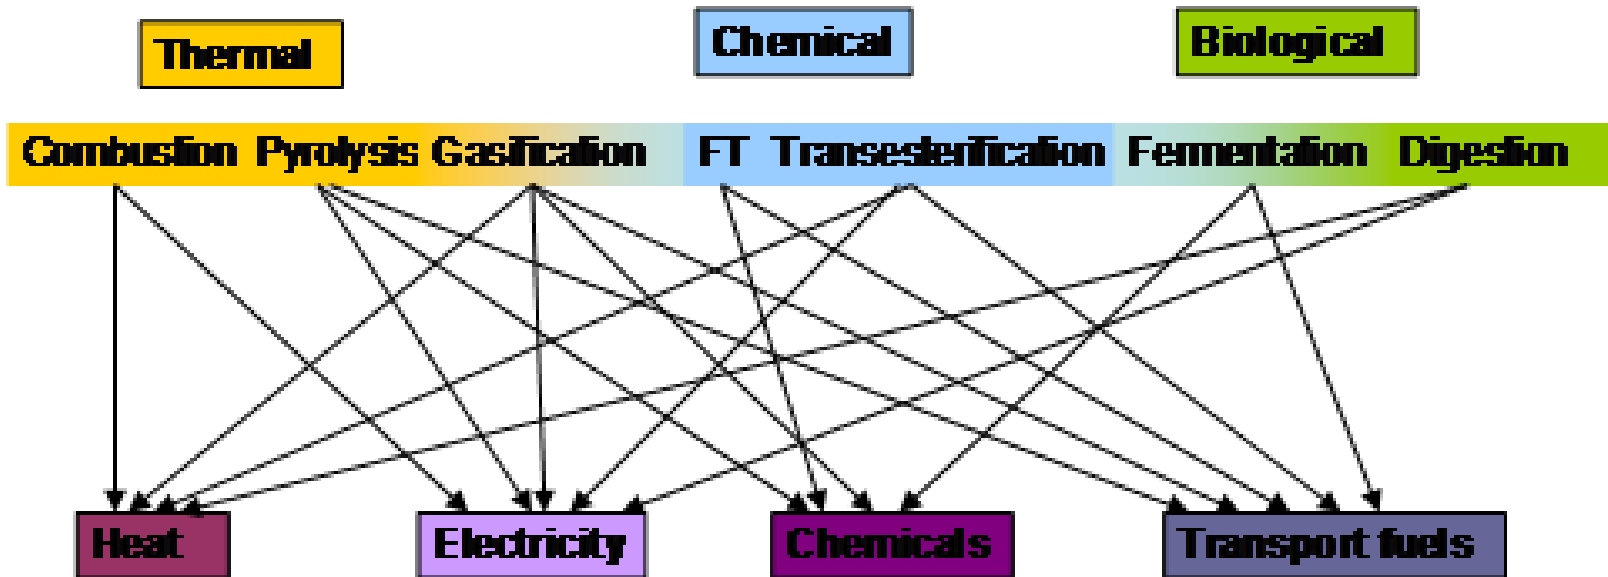 Thermal Chemical Biological
Combustion Pyrolysis Gasification FT Transesterification Fermentation Digestion
Heat Electricity Chemicals Transport fuels